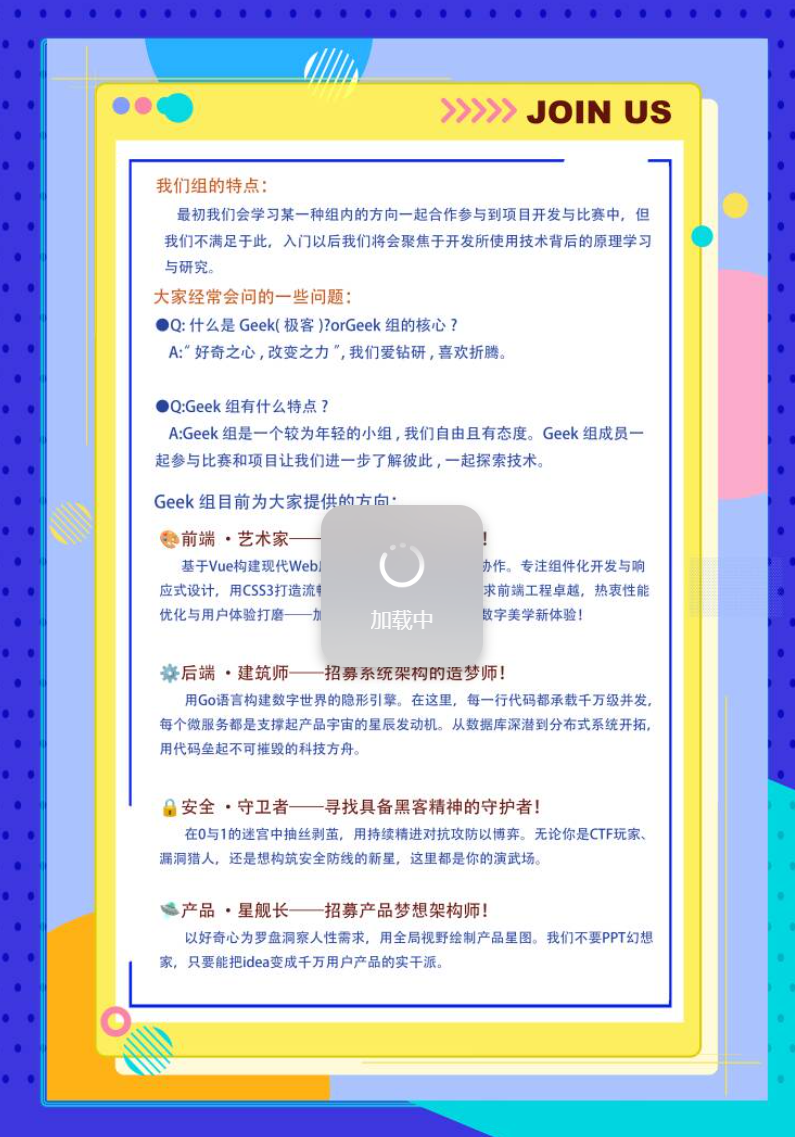 JOIN US
我们组的特点：
最初我们会学习某一种组内的方向一起合作参与到项目开发与比赛中，但
我们不满足于此，入门以后我们将会聚焦于开发所使用技术背后的原理学习
与研究。
大家经常会问的一些问题：
●Q: 什么是 Geek( 极客 )?orGeek 组的核心 ?
A:“ 好奇之心 , 改变之力 ”, 我们爱钻研 , 喜欢折腾。
●Q:Geek 组有什么特点 ?
A:Geek 组是一个较为年轻的小组 , 我们自由且有态度。Geek 组成员一
起参与比赛和项目让我们进一步了解彼此 , 一起探索技术。
Geek 组目前为大家提供的方向：
🎨前端 · 艺术家—— ！
基于Vue构建现代Web 协作。专注组件化开发与响
应式设计，用CSS3打造流 求前端工程卓越，热衷性能
优化与用户体验打磨—— 数字美学新体验！
加载中
⚙️后端 · 建筑师——招募系统架构的造梦师！
用Go语言构建数字世界的隐形引擎。在这里，每一行代码都承载千万级并发，
每个微服务都是支撑起产品宇宙的星辰发动机。从数据库深潜到分布式系统开拓，
用代码垒起不可摧毁的科技方舟。
🔒安全 · 守卫者——寻找具备黑客精神的守护者！
在0与1的迷宫中抽丝剥茧，用持续精进对抗攻防以博弈。无论你是CTF玩家、
漏洞猎人，还是想构筑安全防线的新星，这里都是你的演武场。
🛸产品 · 星舰长——招募产品梦想架构师！
以好奇心为罗盘洞察人性需求，用全局视野绘制产品星图。我们不要PPT幻想
家，只要能把idea变成千万用户产品的实干派。